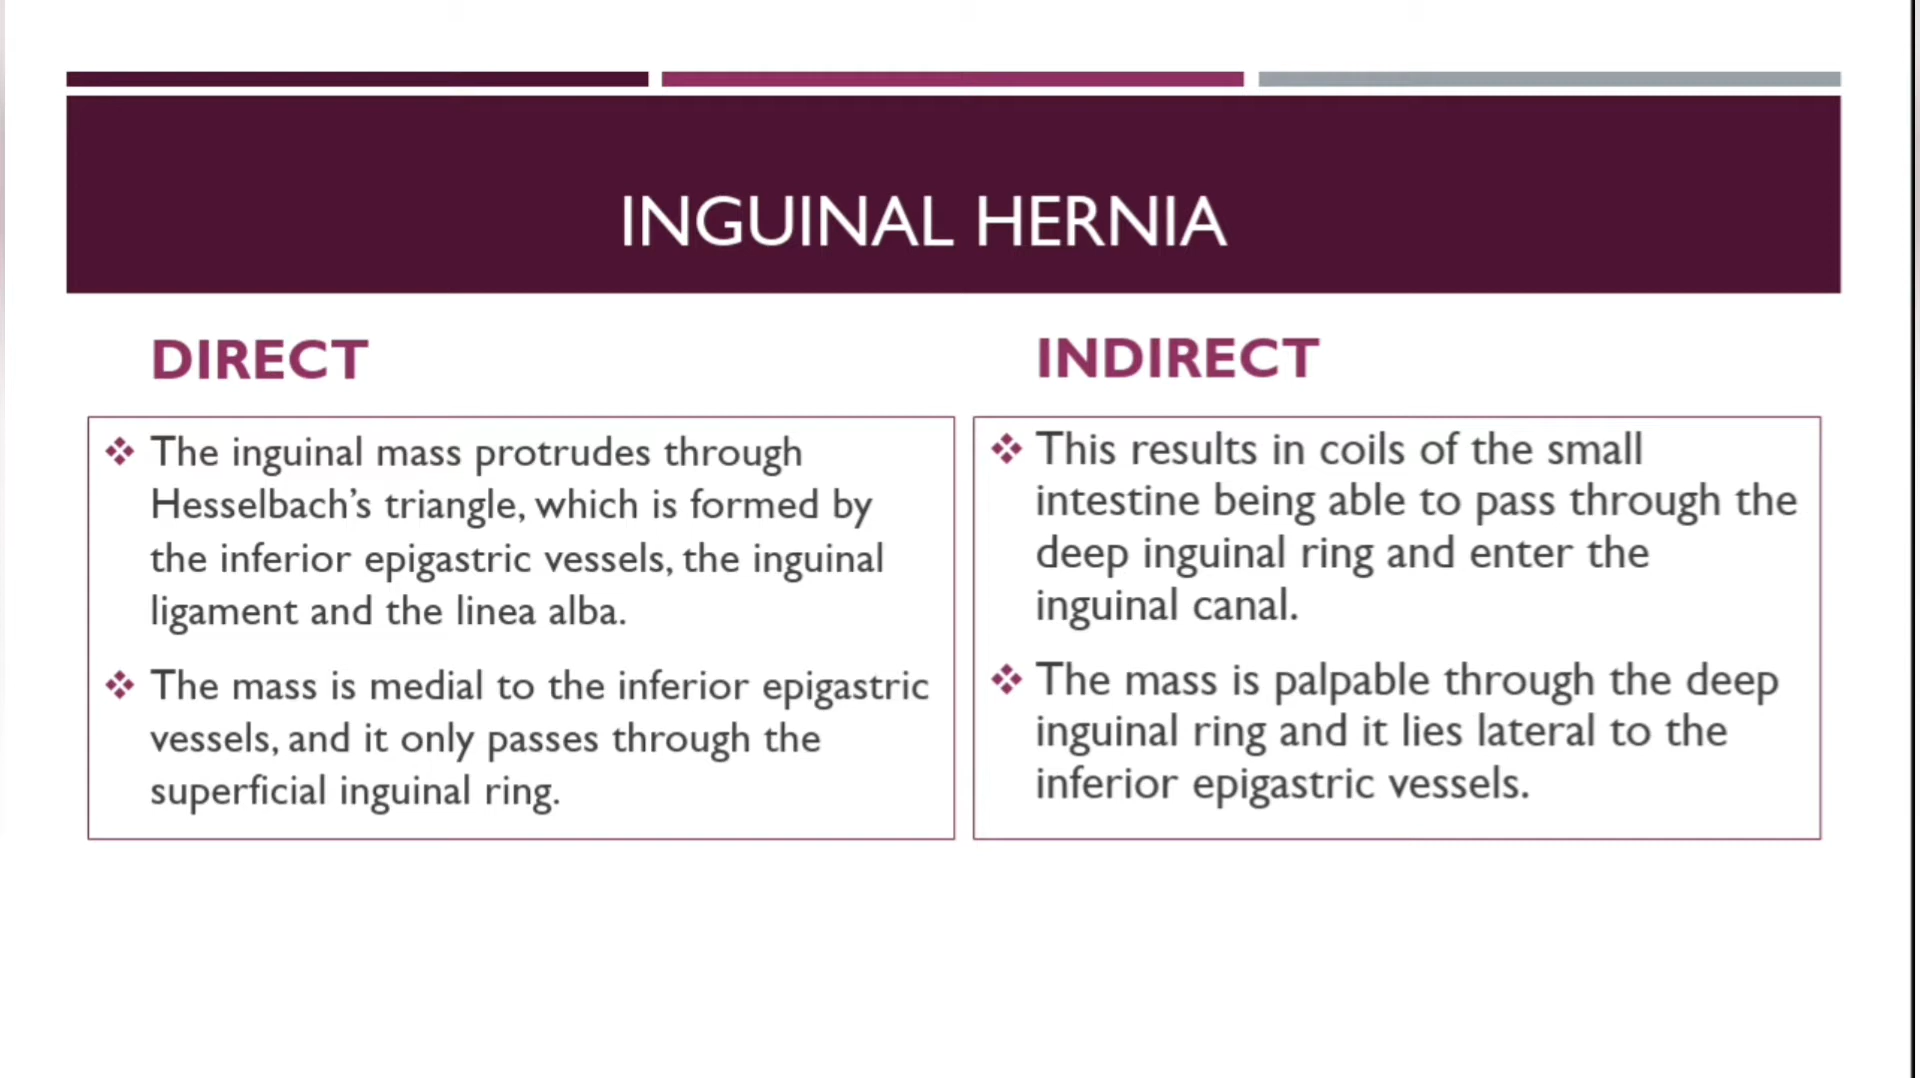 INGUINAL HERNIA
DIRECT
The inguinal mass protrudes through
Hesselbach’s triangle, which is formed by
the inferior epigastric vessels, the inguinal
ligament and the linea alba.
The mass is medial to the inferior epigastric
vessels, and it only passes through the
superficial inguinal ring.
INDIRECT
This results in coils of the small
intestine being able to pass through the
deep inguinal ring and enter the
inguinal canal.
The mass is palpable through the deep
inguinal ring and it lies lateral to the
inferior epigastric vessels.